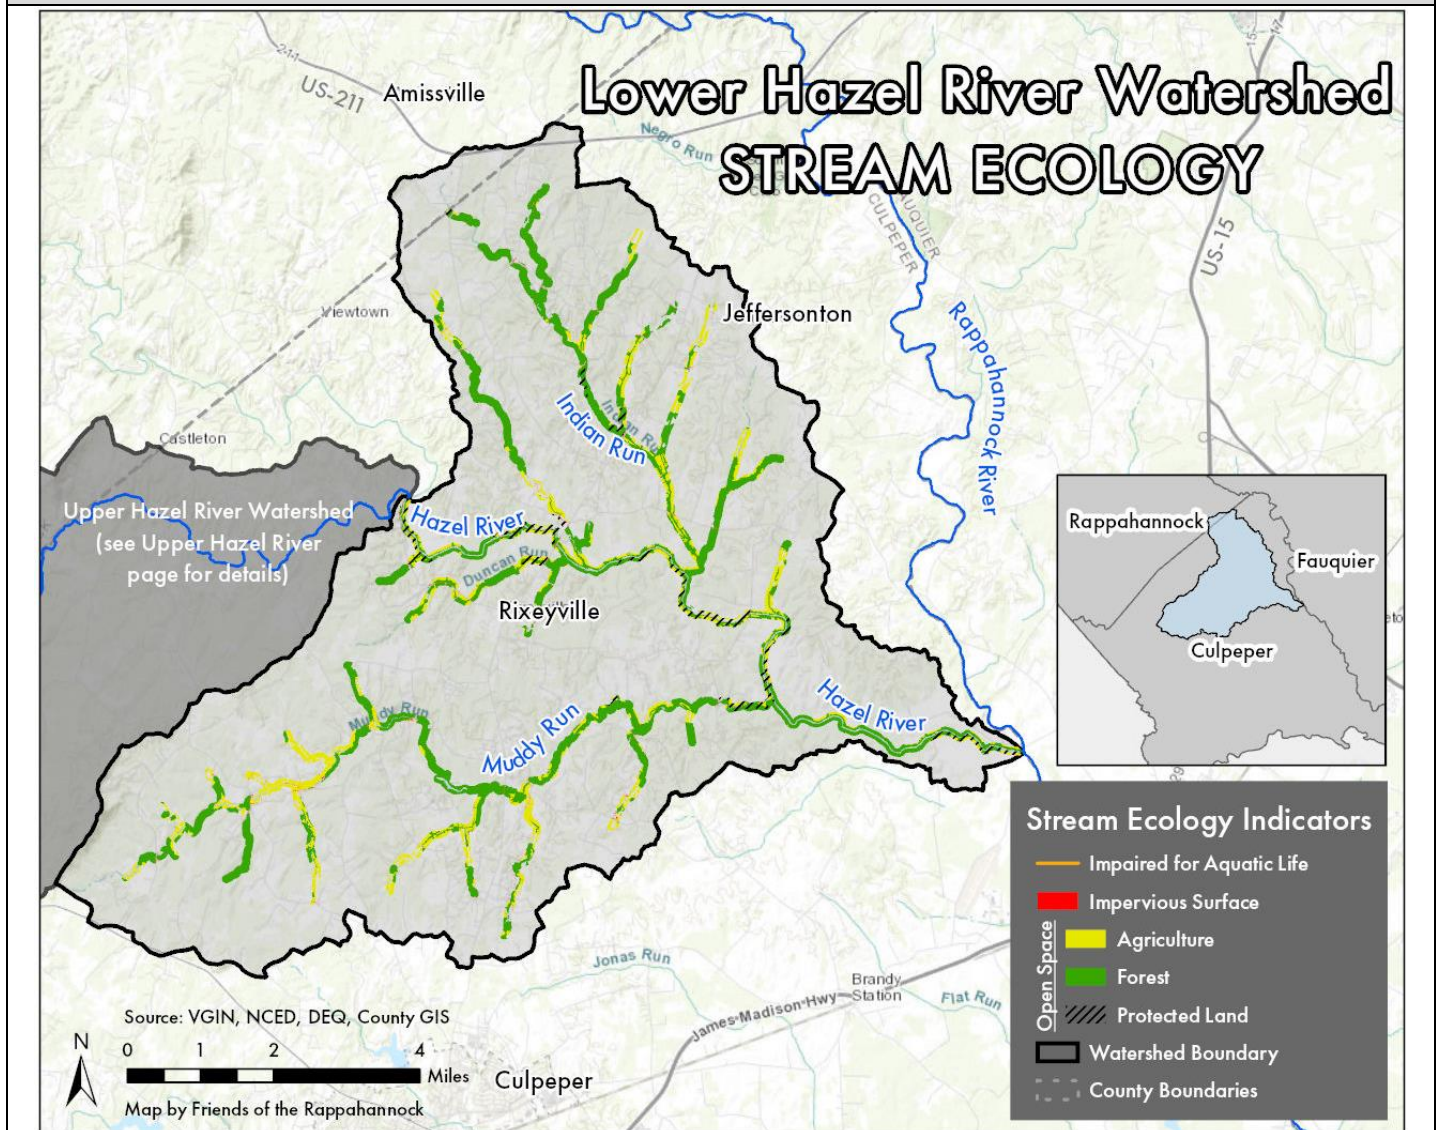 Lower Hazel River Watershed
STREAM ECOLOGY
211
US-211
Amissville
Negro Run
FAUQUIER
CULPEPER
15
17
US-15
Viewtown
Jeffersonton
Rappahannock River
Castleton
Indian Run
Indian Run
Upper Hazel River Watershed
(see Upper Hazel River
page for details)
Hazel River
Duncan Run
Rixeyville
Rappahannock
Fauquier
Culpeper
Muddy Run
Muddy Run
Hazel River
29
Stream Ecology Indicators
Impaired for Aquatic Life
Impervious Surface
Open Space
Agriculture
Forest
Protected Land
Watershed Boundary
County Boundaries
Jonas Run
Brandy
Station
Flat Run
James Madison Hwy
Source: VGIN, NCED, DEQ, County GIS
N
0 1 2 4
Miles
Culpeper
Map by Friends of the Rappahannock